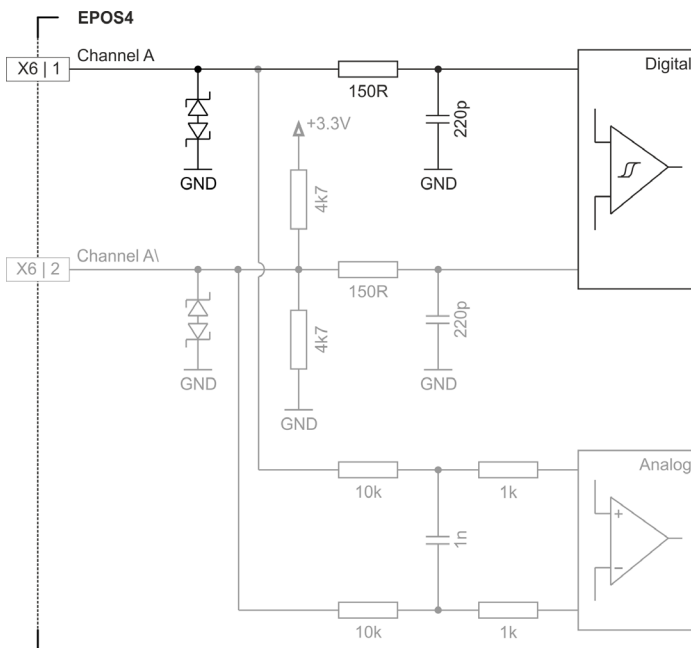 EPOS4
X6 | 1
Channel A
Digital
150R
220p
GND
GND
+3.3V
4k7
X6 | 2
Channel A\
150R
220p
4k7
GND
GND
GND
Analog
10k
1k
+
1n
−
10k
1k